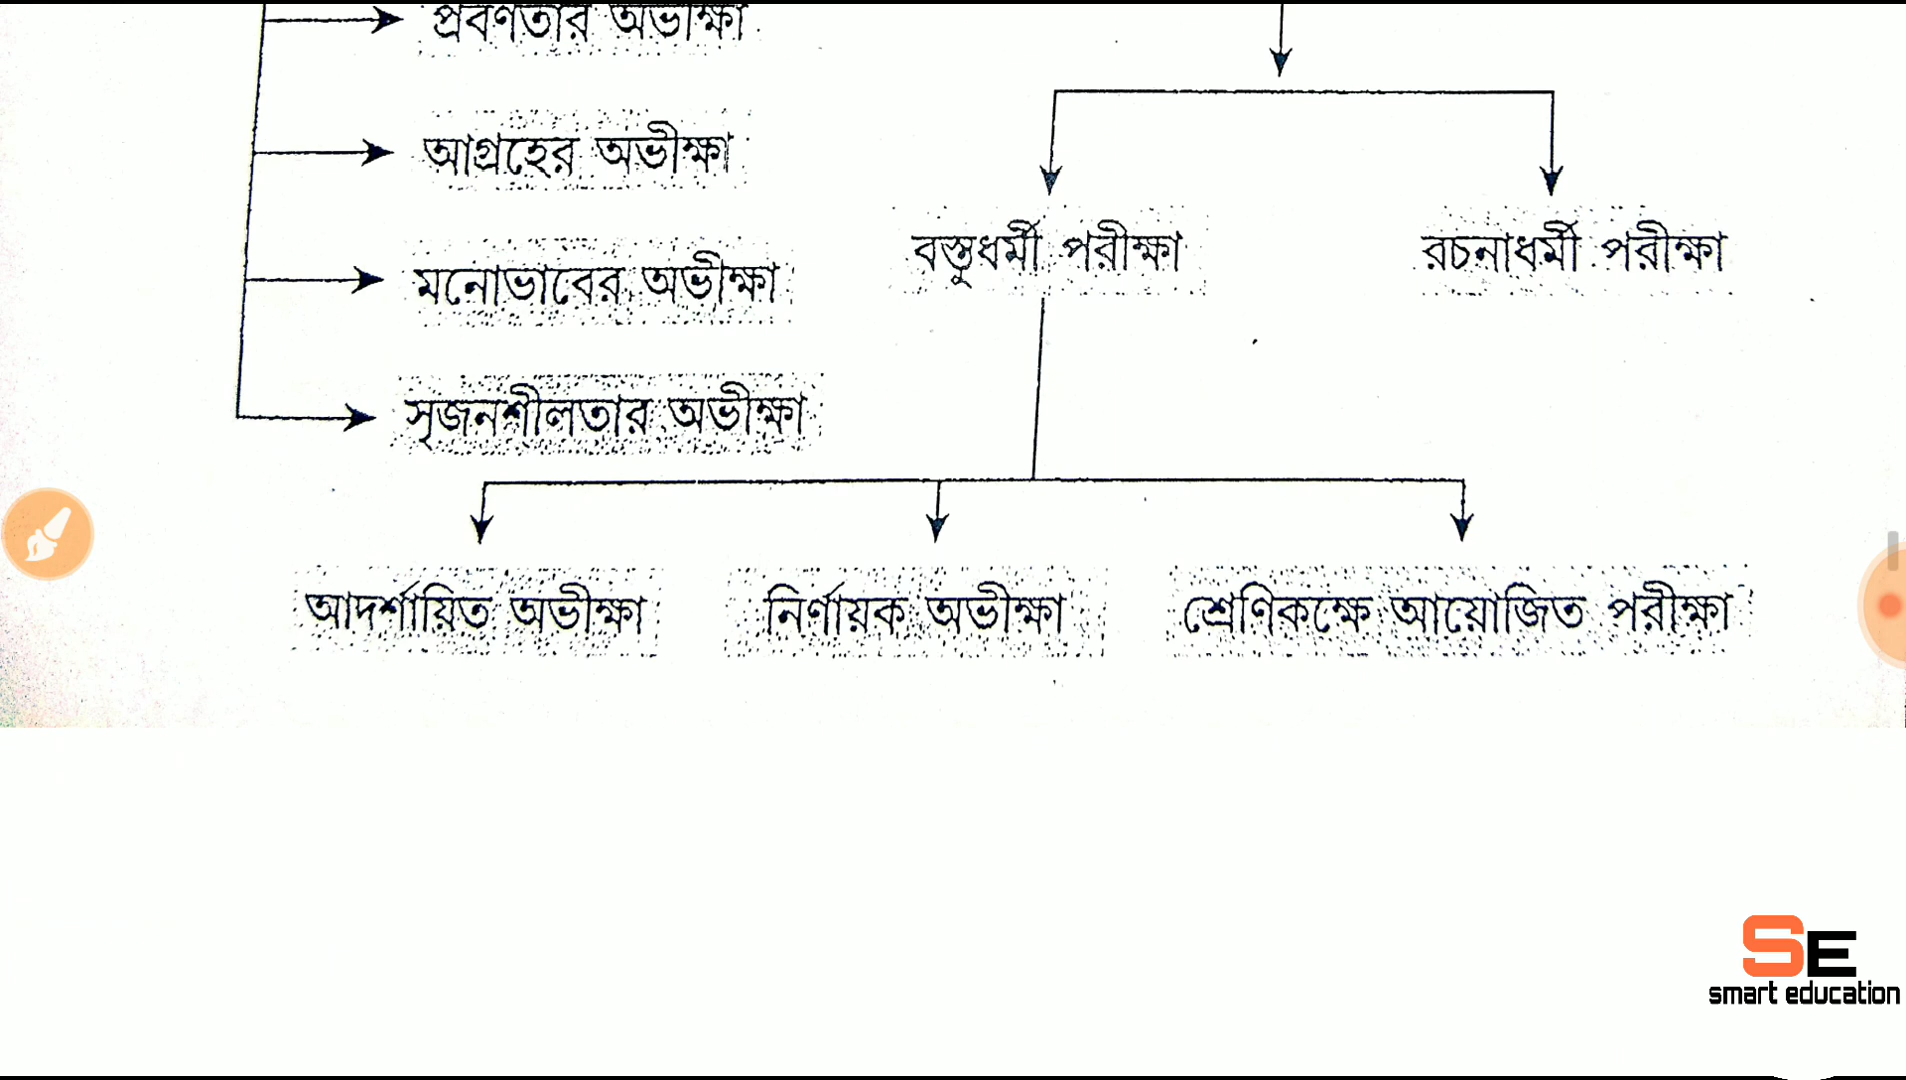 প্রবণতার অভীক্ষা
আগ্রহের অভীক্ষা
মনোভাবের অভীক্ষা
সৃজনশীলতার অভীক্ষা
বস্তুধর্মী পরীক্ষা
রচনাধর্মী পরীক্ষা
আদর্শায়িত অভীক্ষা
নির্ণায়ক অভীক্ষা
শ্রেণিকক্ষে আয়োজিত পরীক্ষা
SE
smart education